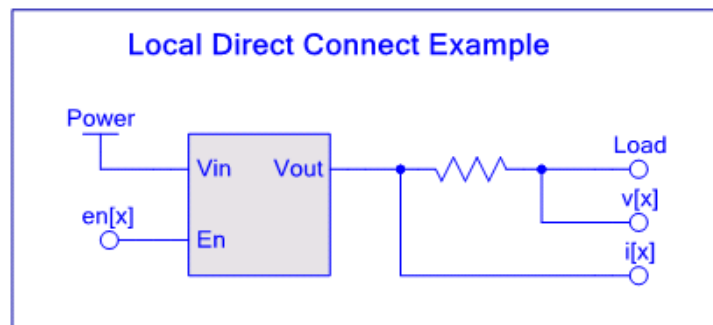 Local Direct Connect Example
Power
Load
Vin
Vout
v[x]
en[x]
En
i[x]